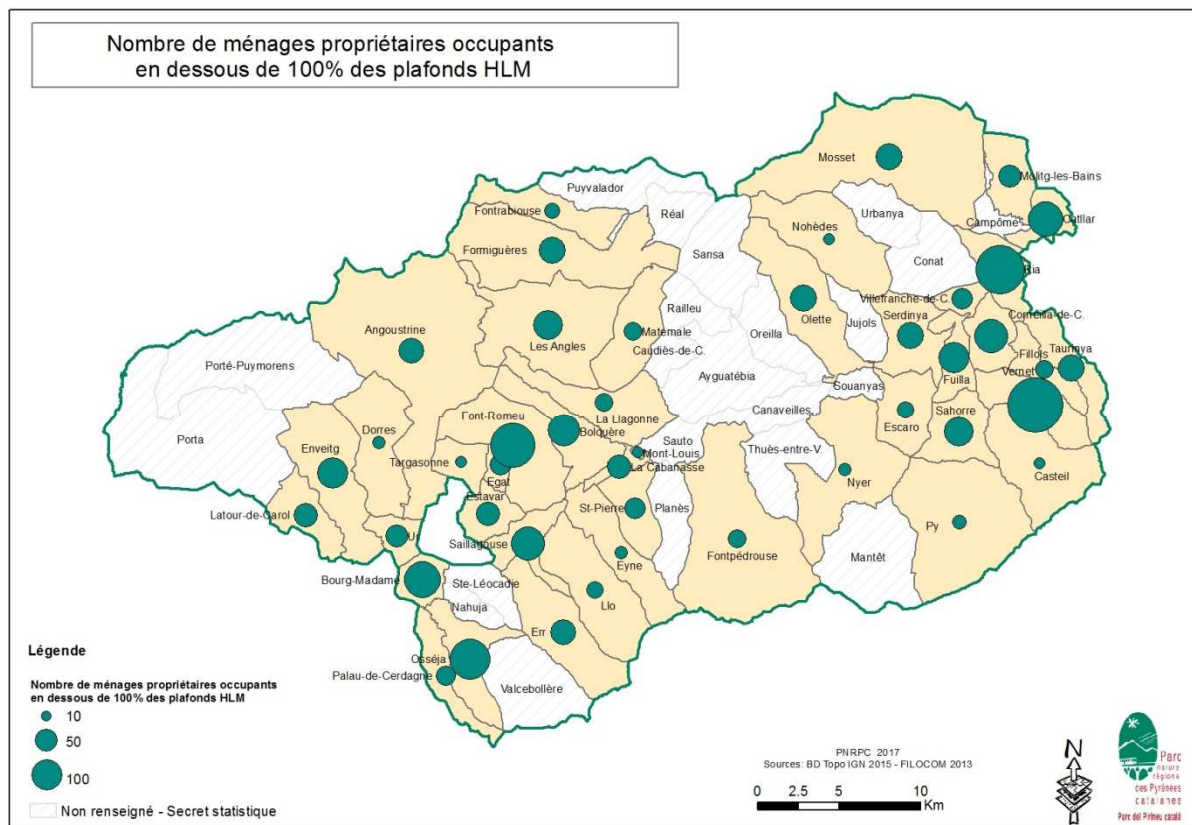 Nombre de ménages propriétaires occupants
en dessous de 100% des plafonds HLM
Mosset
Molitg-les-Bains
Puyvalador
Urbanya
Fontrabiouse
Réal
Campôme
Catllar
Nohèdes
Formiguères
Sansa
Conat
Ria
Villefranche-de-C.
Railleu
Olette
Serdinya
Corneilla-de-C.
Angoustrine
Matemale
Jujols
Les Angles
Oreilla
Caudiès-de-C.
Fillols
Taurinya
Porté-Puymorens
Vernet
Ayguatébia
Fuilla
Souanyas
La Llagonne
Canaveilles
Font-Romeu
Escaro
Sahorre
Dorres
Bolquère
Porta
Enveitg
Sauto
Thuès-entre-V.
Mont-Louis
Targasonne
La Cabanasse
Nyer
Casteil
Egat
Estavar
Latour-de-Carol
St-Pierre
Planès
Py
Ur
Saillagouse
Fontpédrouse
Eyne
Mantêt
Bourg-Madame
Ste-Léocadie
Nahuja
Llo
Err
Osséja
Palau-de-Cerdagne
Valcebollère
Légende
Nombre de ménages propriétaires occupants
en dessous de 100% des plafonds HLM
10
50
100
Non renseigné - Secret statistique
PNRPC 2017
Sources: BD Topo IGN 2015 - FILOCOM 2013
0 2.5 5 10
Km
N
Parc
naturel
régional
des Pyrénées
catalanes
Parc del Pirineu català